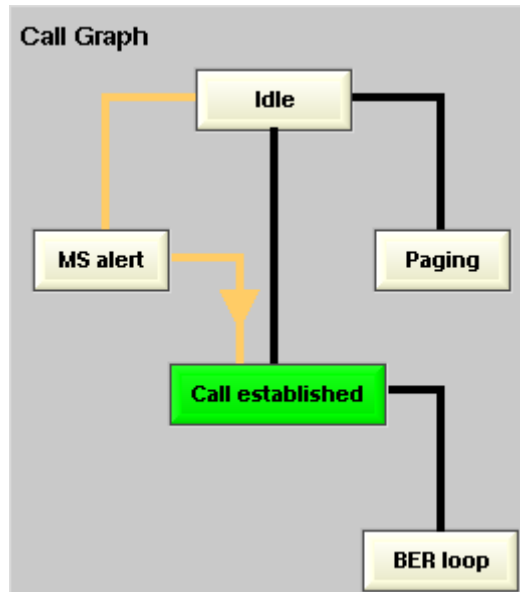 Call Graph
Idle
MS alert
Paging
Call established
BER loop